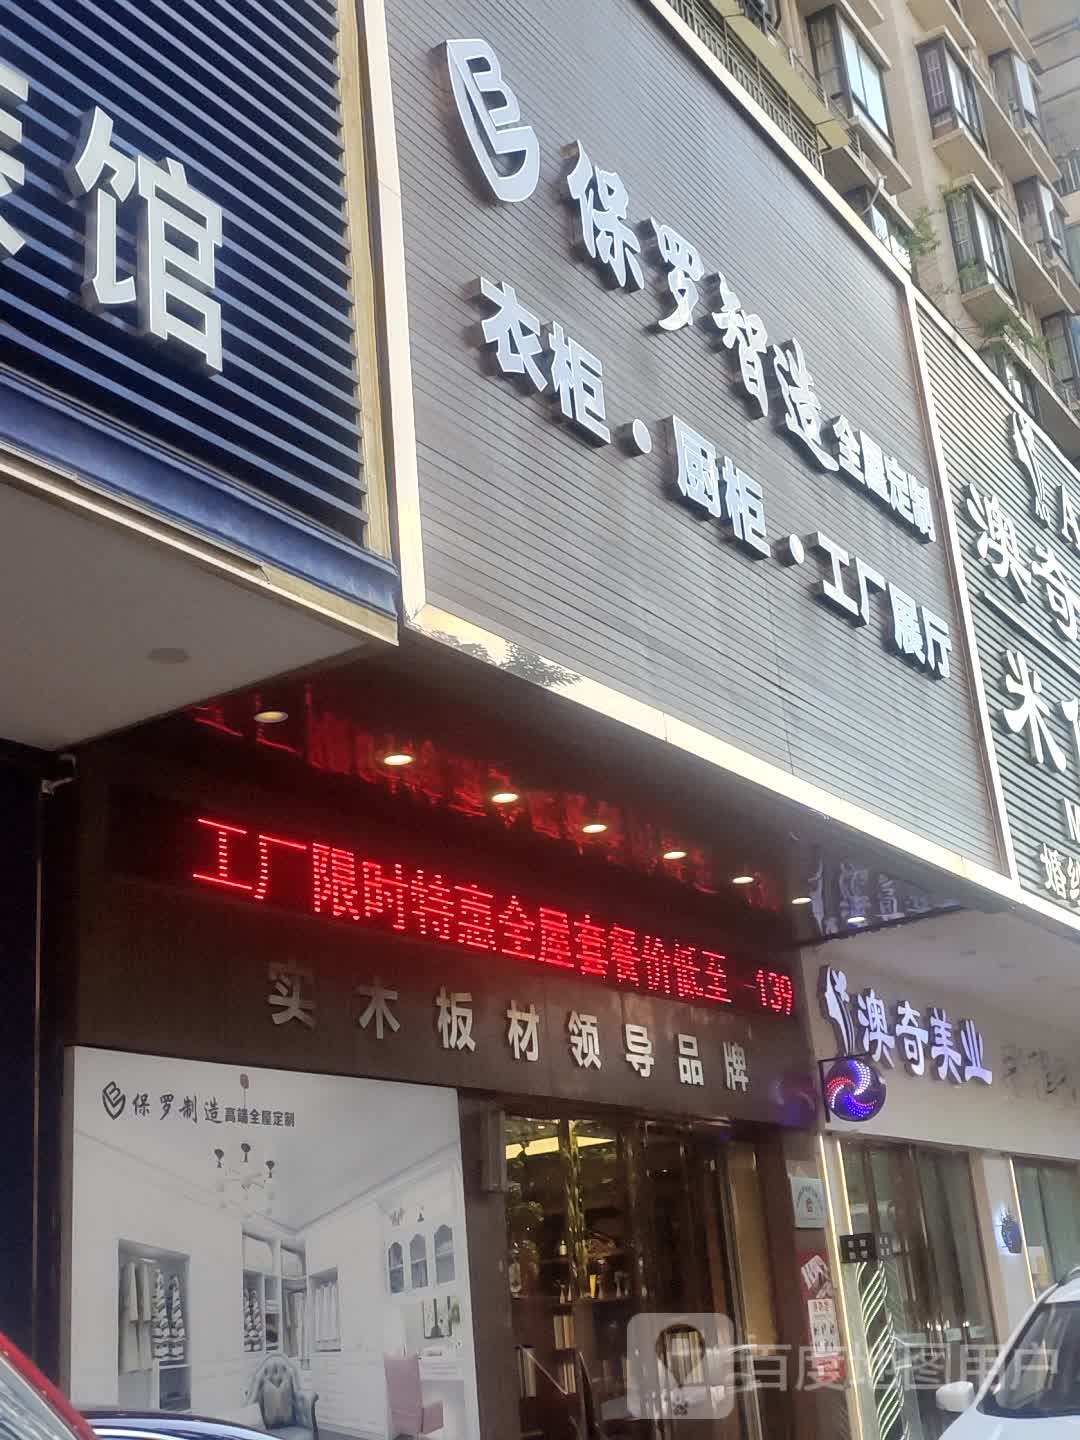 馆
保罗智造全屋定制
衣柜·厨柜·工厂展厅
澳奇
米
M
婚纱
工厂限时特惠全屋套餐价低至 -139
实木板材领导品牌
澳奇美业
保罗制造高端全屋定制
百度地图用户